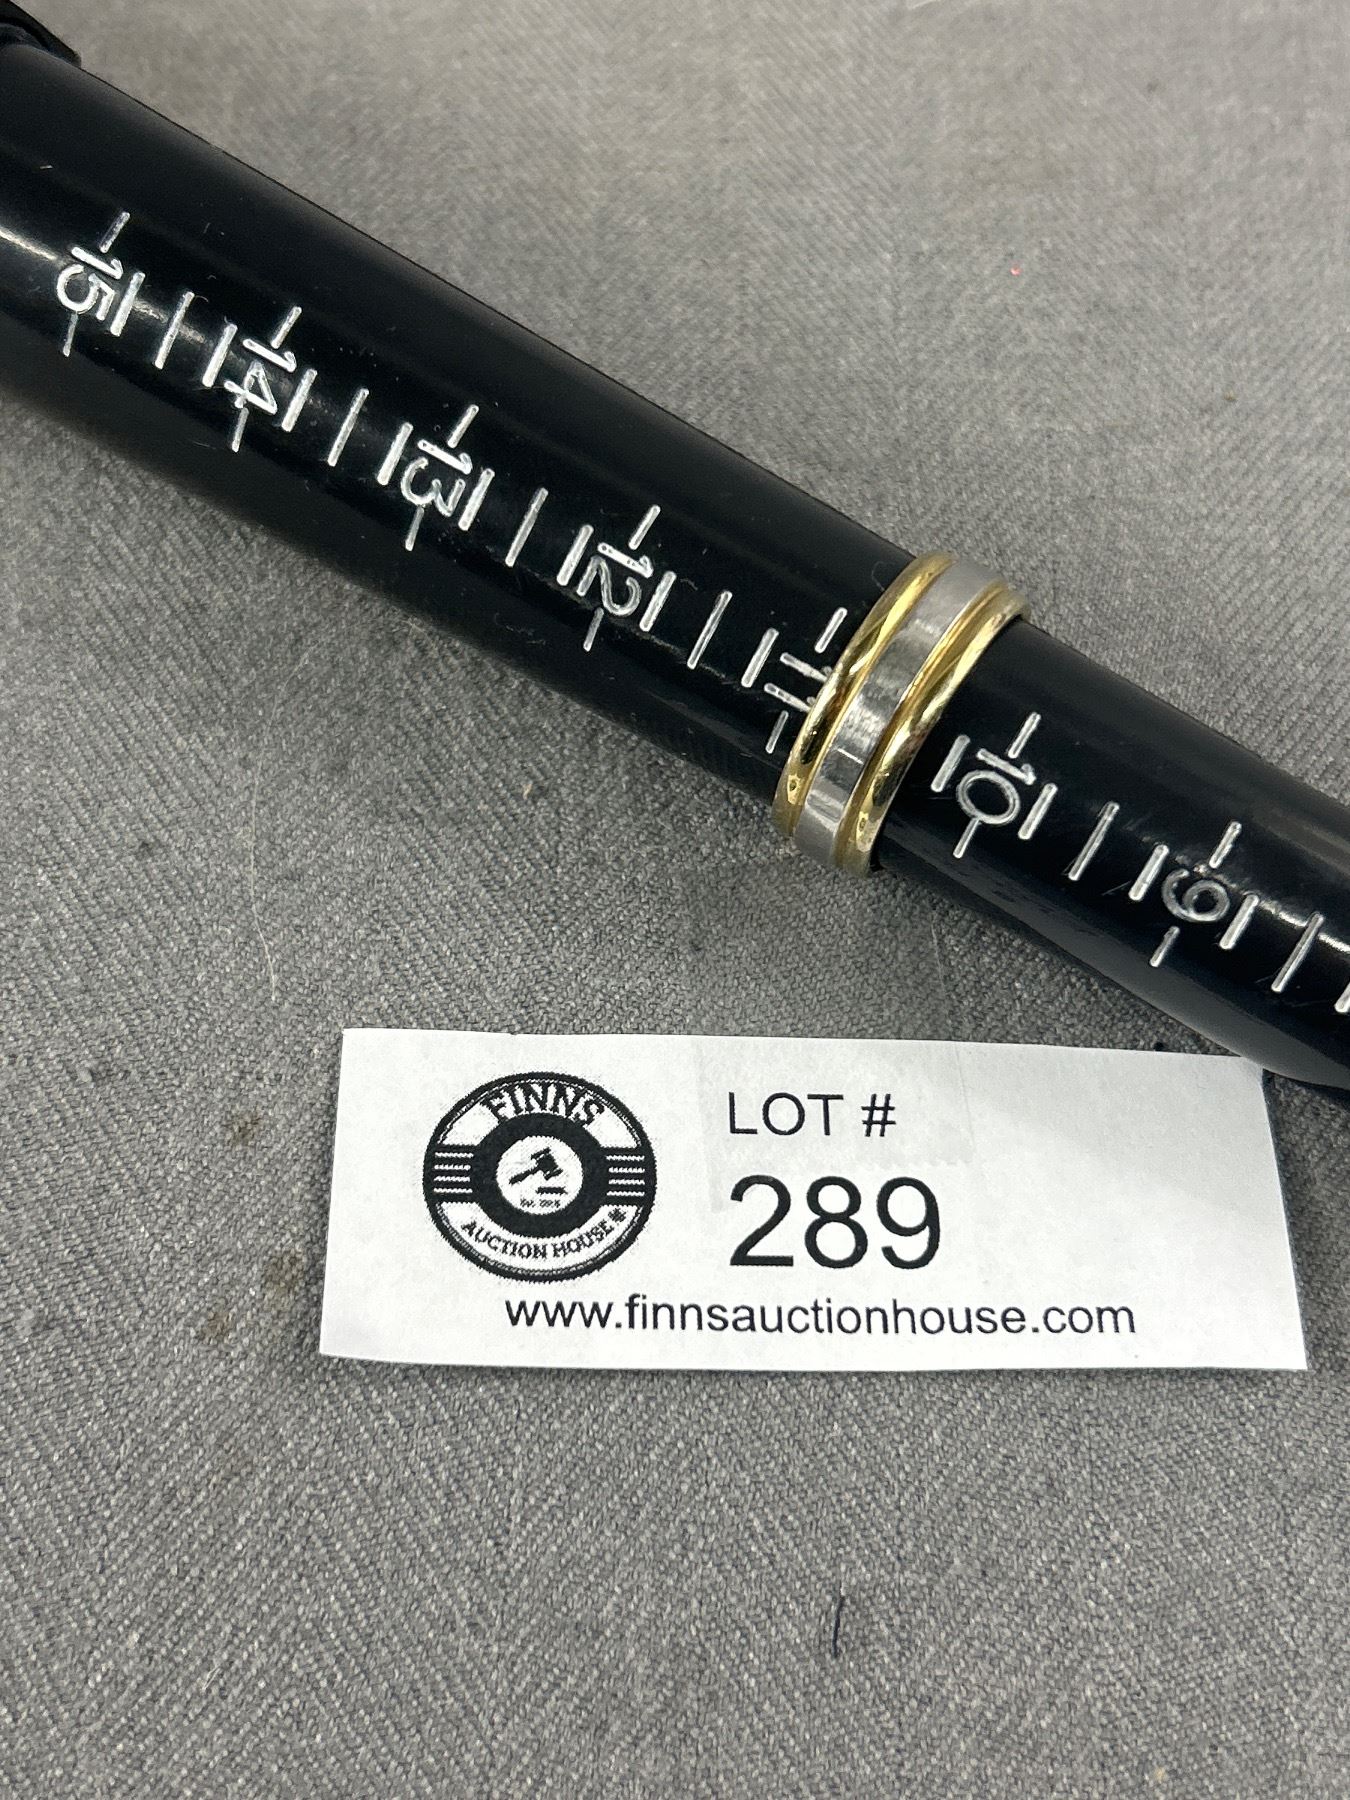 15
14
13
12
11
10
9
FINNS
AUCTION HOUSE
LOT #
289
www.finnsauctionhouse.com